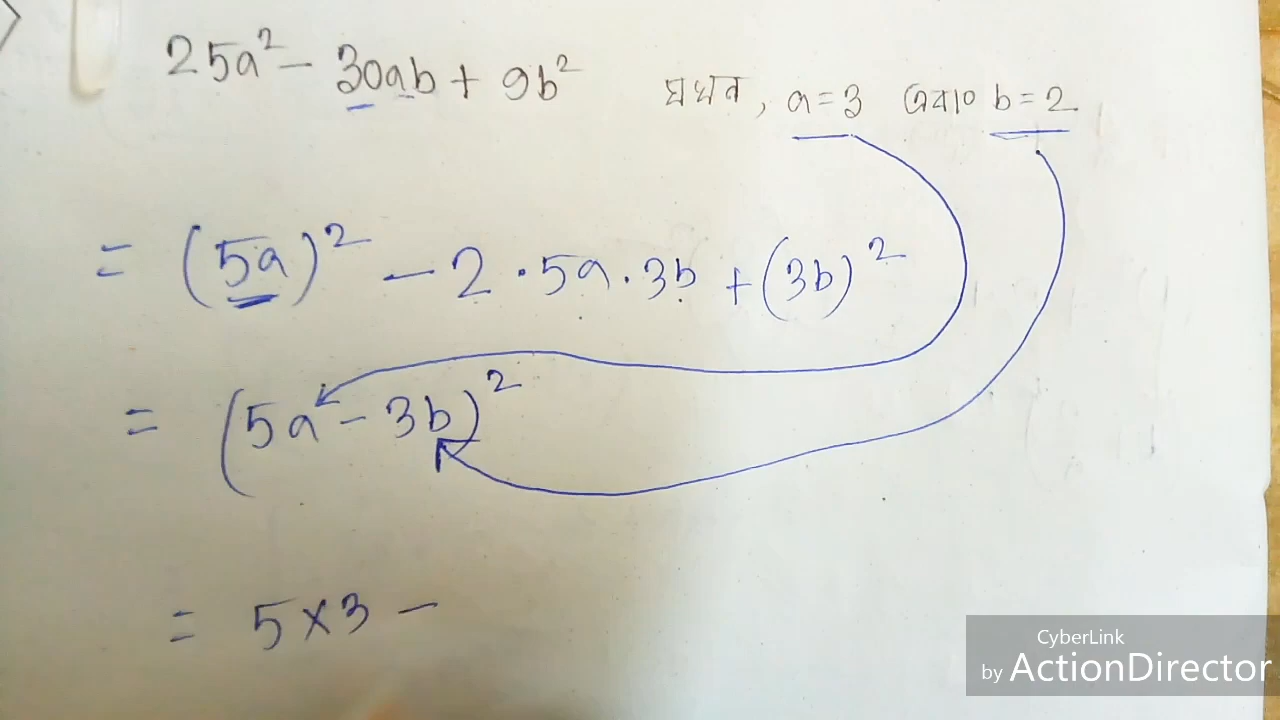 25a² - 30ab + 9b² যখন, a=3 এবং b=2
= (5a)² - 2 · 5a · 3b + (3b)²
= (5a - 3b)²
= 5×3 -
CyberLink
by ActionDirector